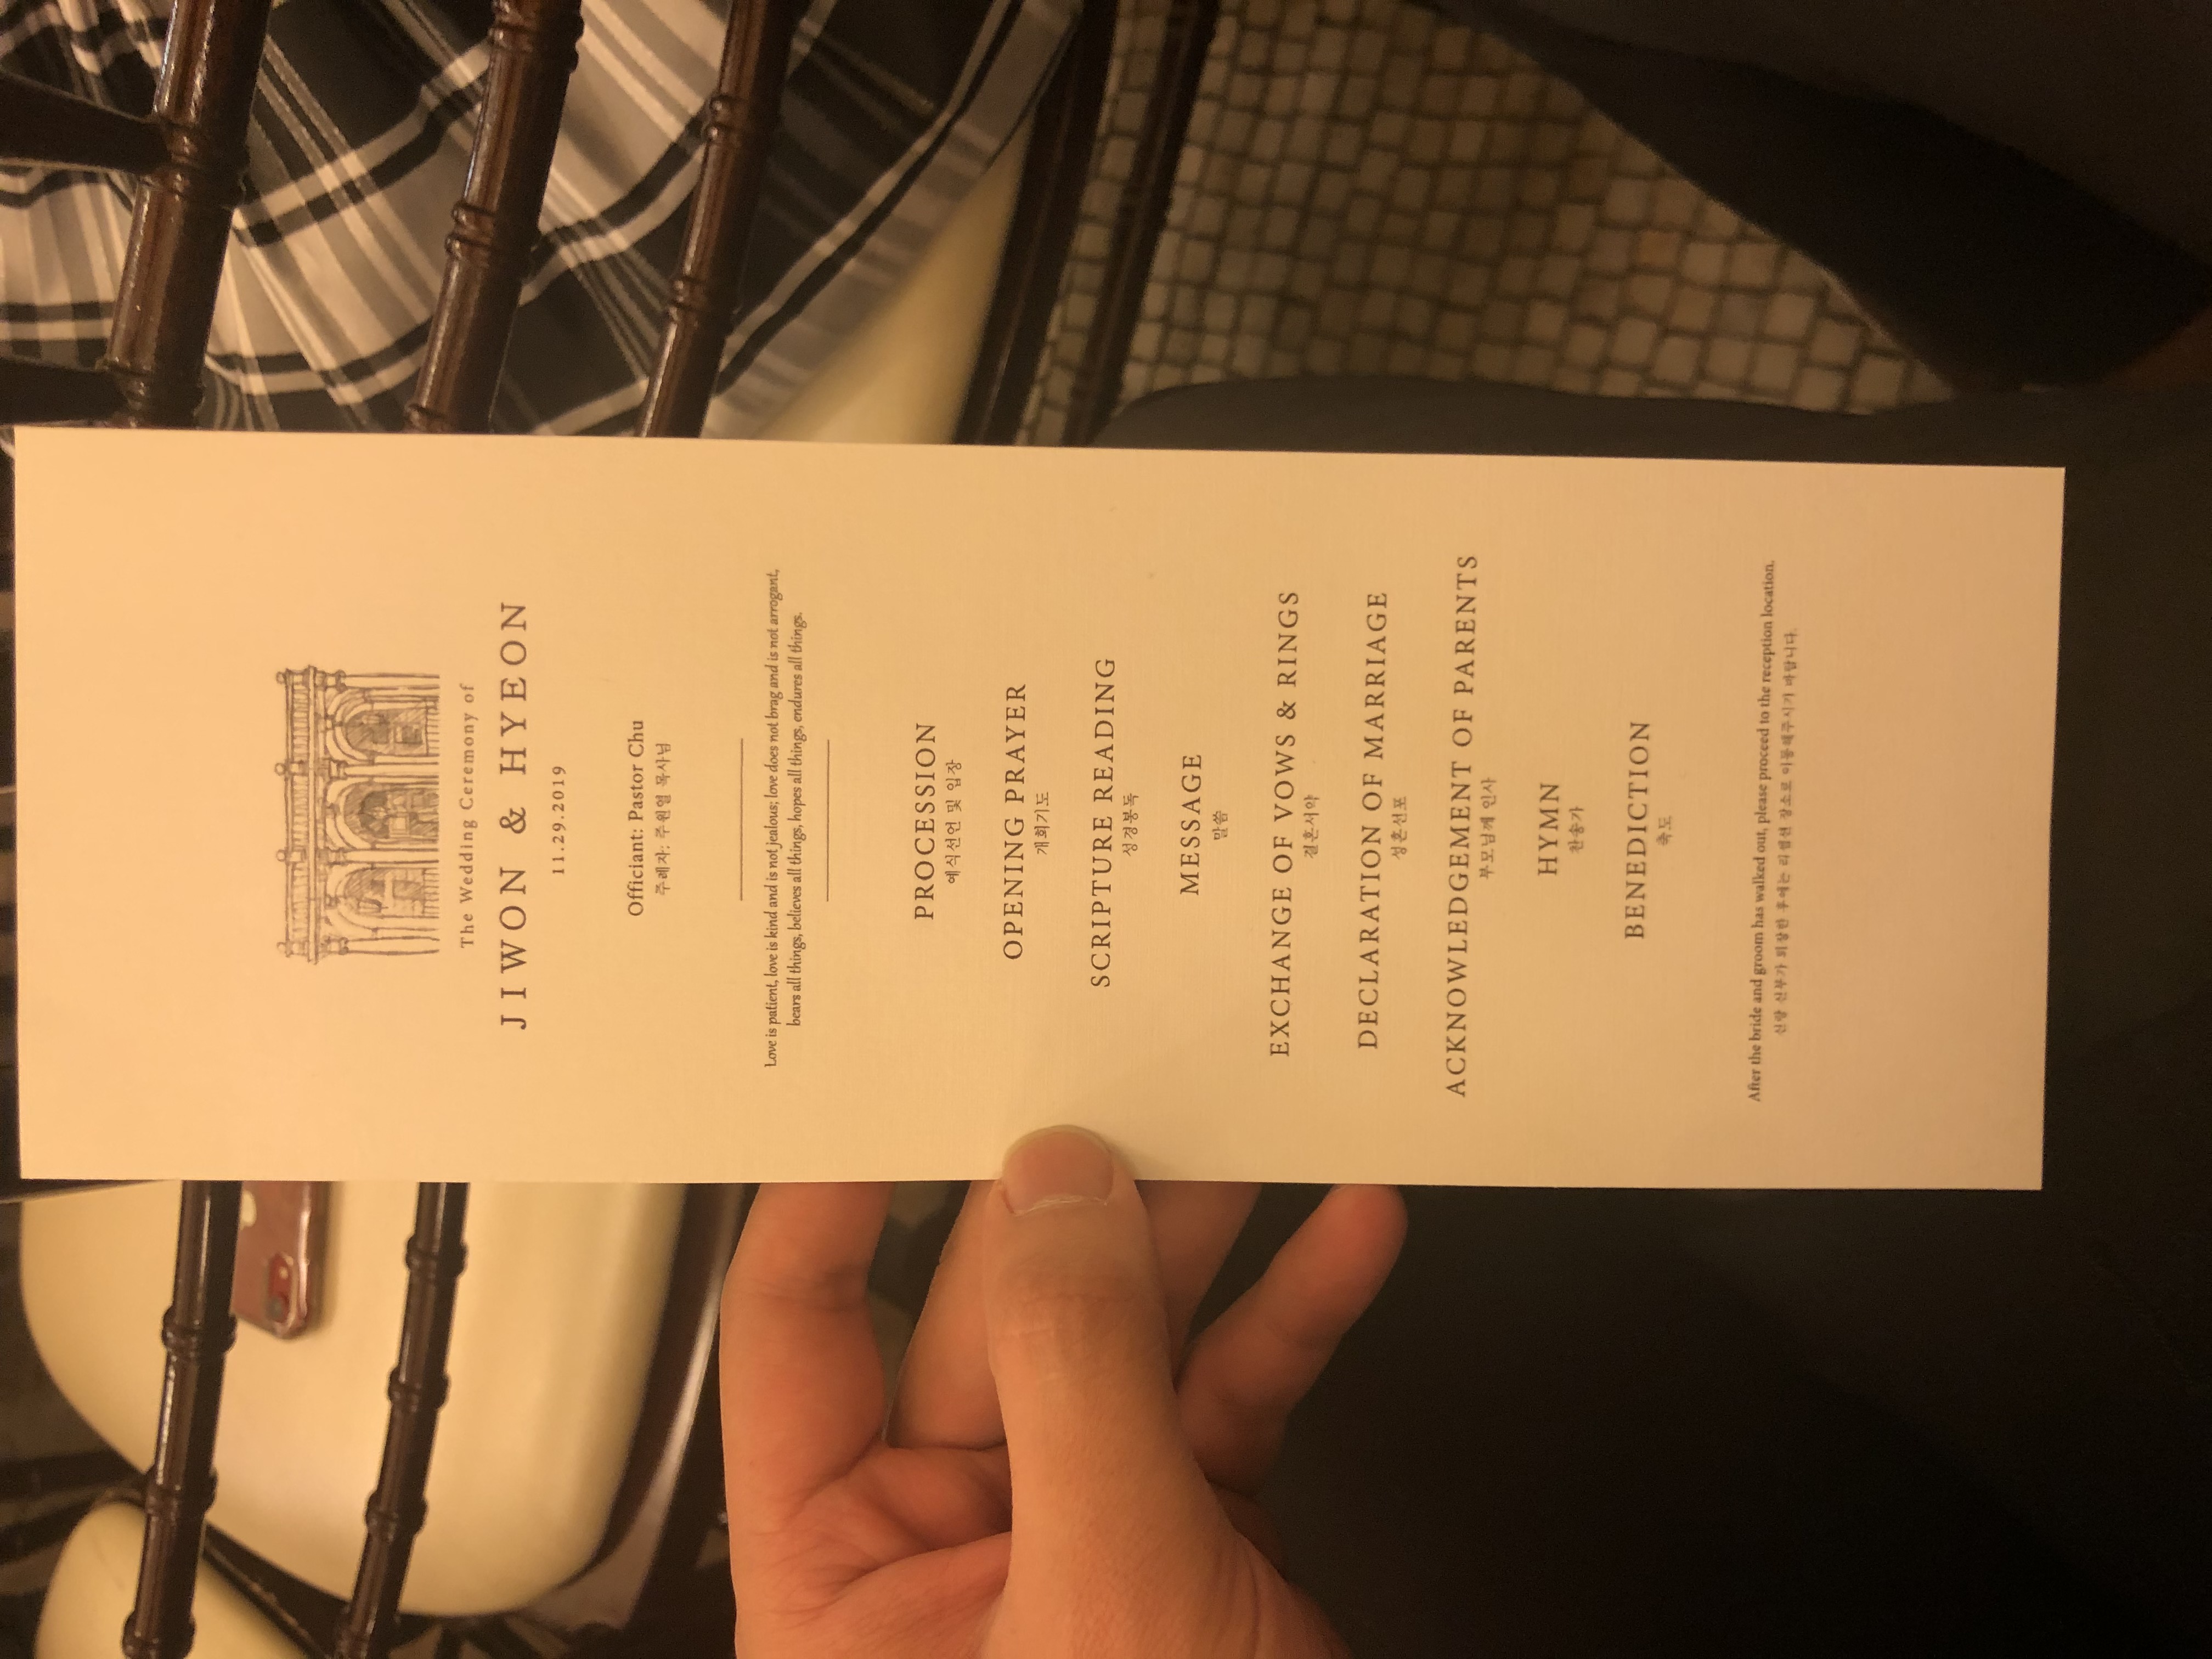 The Wedding Ceremony of
JIWON & HYEON
11.29.2019
Officiant: Pastor Chu
주례자: 주원열 목사님
Love is patient, love is kind and is not jealous; love does not brag and is not arrogant,
bears all things, believes all things, hopes all things, endures all things.
PROCESSION
예식선언 및 입장
OPENING PRAYER
개회기도
SCRIPTURE READING
성경봉독
MESSAGE
말씀
EXCHANGE OF VOWS & RINGS
결혼서약
DECLARATION OF MARRIAGE
성혼선포
ACKNOWLEDGEMENT OF PARENTS
부모님께 인사
HYMN
찬송가
BENEDICTION
축도
After the bride and groom has walked out, please proceed to the reception location.
신랑 신부가 퇴장한 후에는 리셉션 장소로 이동해주시기 바랍니다.